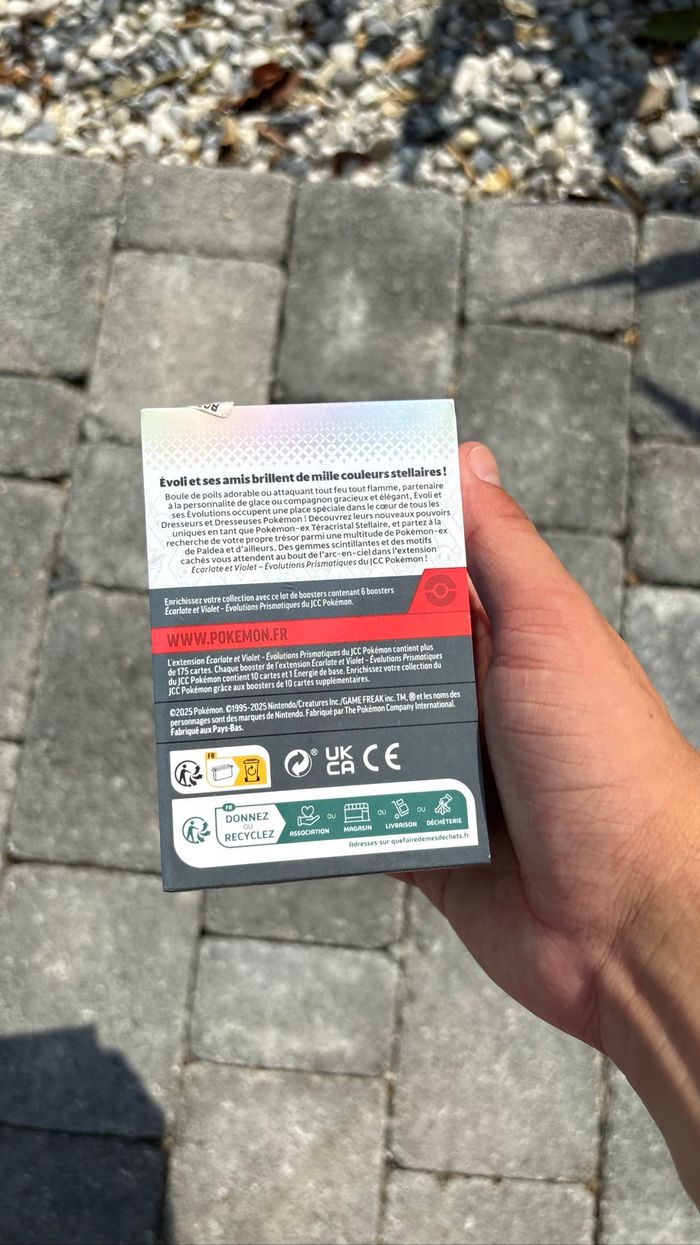 Évoli et ses amis brillent de mille couleurs stellaires !
Boule de poils adorable ou attaquant tout feu tout flamme, partenaire
à la personnalité de glace ou compagnon gracieux et élégant, Évoli et
ses Évolutions occupent une place spéciale dans le cœur de tous les
Dresseurs et Dresseuses Pokémon ! Découvrez leurs nouveaux pouvoirs
uniques en tant que Pokémon-ex Téracristal Stellaire, et partez à la
recherche de votre propre trésor parmi une multitude de Pokémon-ex
de Paldea et d'ailleurs. Des gemmes scintillantes et des motifs
cachés vous attendent au bout de l'arc-en-ciel dans l'extension
Écarlate et Violet – Évolutions Prismatiques du JCC Pokémon !
Enrichissez votre collection avec ce lot de boosters contenant 6 boosters
Écarlate et Violet – Évolutions Prismatiques du JCC Pokémon.
WWW.POKEMON.FR
L'extension Écarlate et Violet – Évolutions Prismatiques du JCC Pokémon contient plus
de 175 cartes. Chaque booster de l'extension Écarlate et Violet – Évolutions Prismatiques
du JCC Pokémon contient 10 cartes et 1 Énergie de base. Enrichissez votre collection du
JCC Pokémon grâce aux boosters de 10 cartes supplémentaires.
©2025 Pokémon. ©1995-2025 Nintendo/Creatures Inc./GAME FREAK inc. TM, ® et les noms des
personnages sont des marques de Nintendo. Fabriqué par The Pokémon Company International.
Fabriqué aux Pays-Bas.
FR
®
UK
CA
CE
FR
DONNEZ
OU
RECYCLEZ
ASSOCIATION
OU
MAGASIN
OU
LIVRAISON
OU
DÉCHÈTERIE
Adresses sur quefairedemesdechets.fr